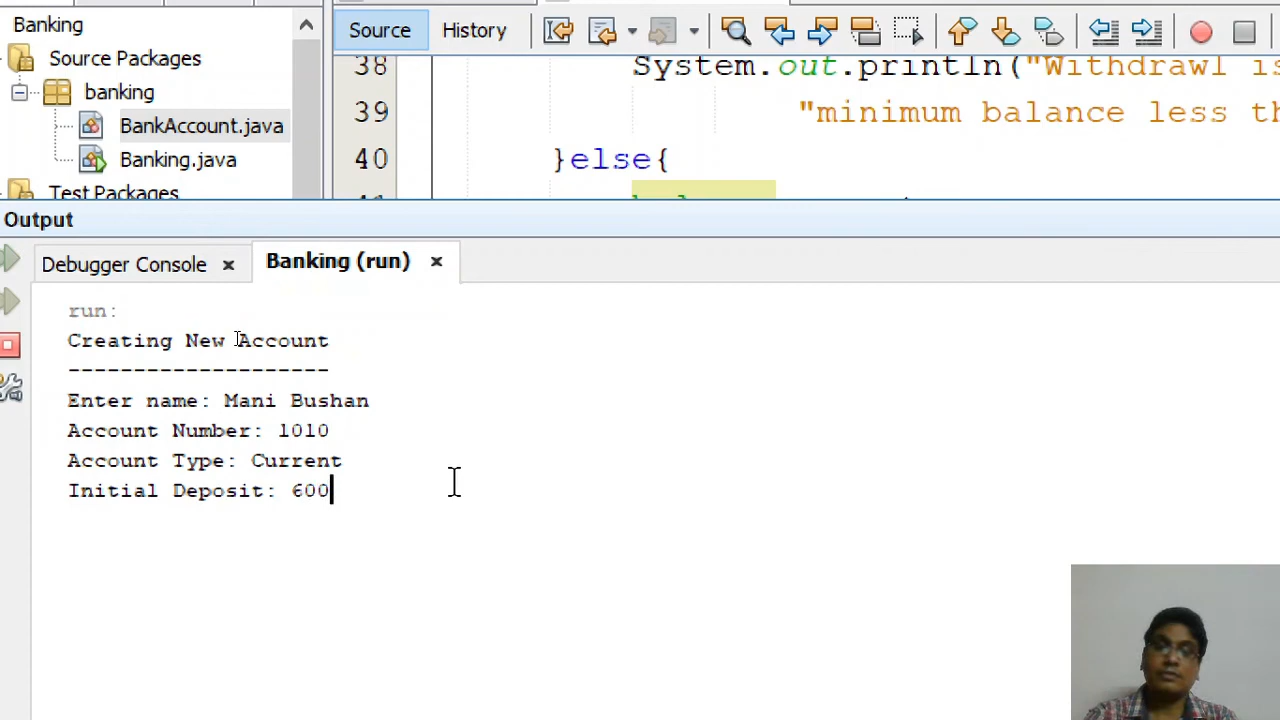 Banking
Source Packages
banking
BankAccount.java
Banking.java
Test Packages
Source
History
38
System.out.println("Withdrawl is
39
"minimum balance less th
40
}else{
Output
Debugger Console
Banking (run)
run:
Creating New Account
--------------------
Enter name: Mani Bushan
Account Number: 1010
Account Type: Current
Initial Deposit: 600